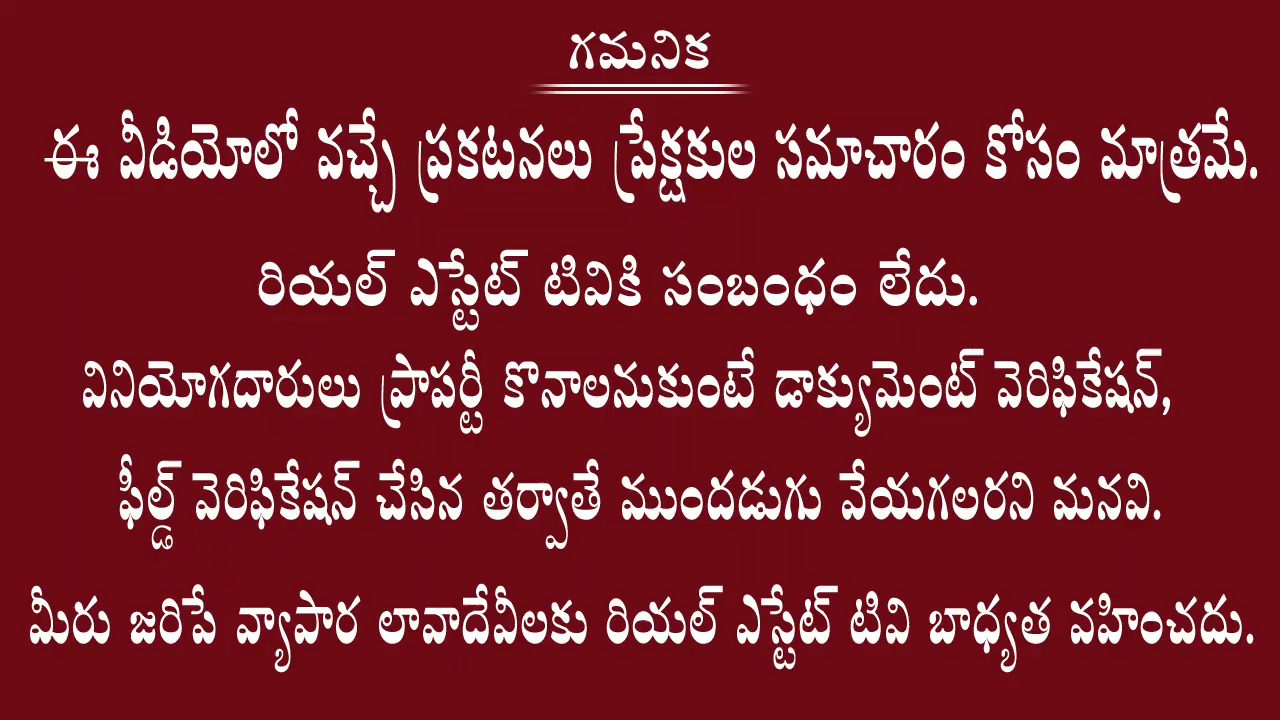 గమనిక
ఈ వీడియోలో వచ్చే ప్రకటనలు ప్రేక్షకుల సమాచారం కోసం మాత్రమే.
రియల్ ఎస్టేట్ టివికి సంబంధం లేదు.
వినియోగదారులు ప్రాపర్టీ కొనాలనుకుంటే డాక్యుమెంట్ వెరిఫికేషన్,
ఫీల్డ్ వెరిఫికేషన్ చేసిన తర్వాతే ముందడుగు వేయగలరని మనవి.
మీరు జరిపే వ్యాపార లావాదేవీలకు రియల్ ఎస్టేట్ టివి బాధ్యత వహించదు.